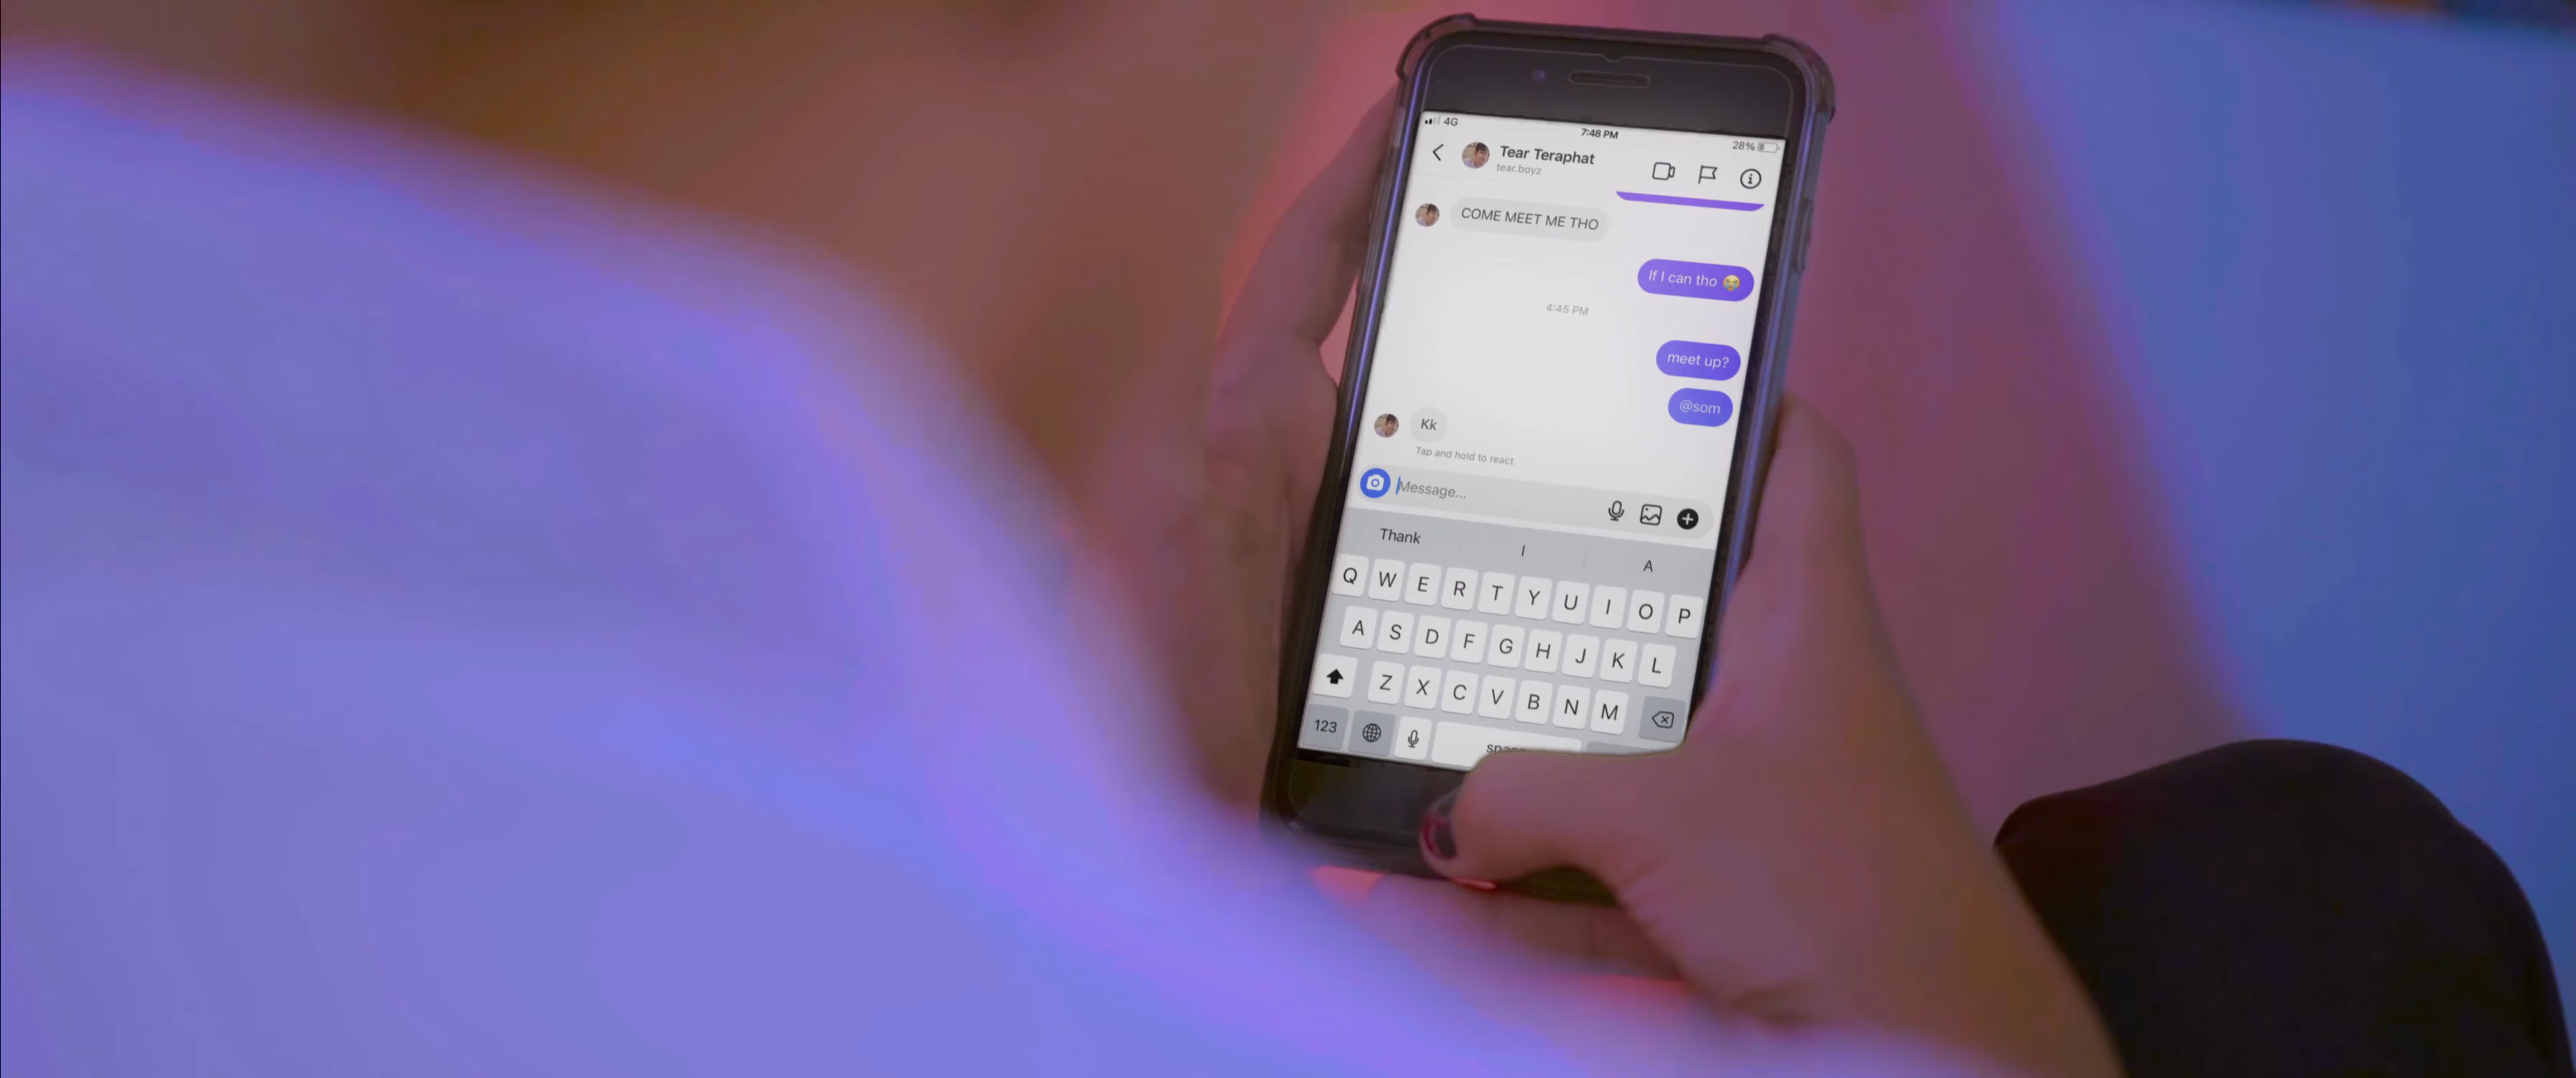 4G
7:48 PM
28%
Tear Teraphat
tear.boyz
COME MEET ME THO
If I can tho 😭
4:45 PM
meet up?
@som
Kk
Tap and hold to react
Message...
Thank
I
A
Q W E R T Y U I O P
A S D F G H J K L
Z X C V B N M
123